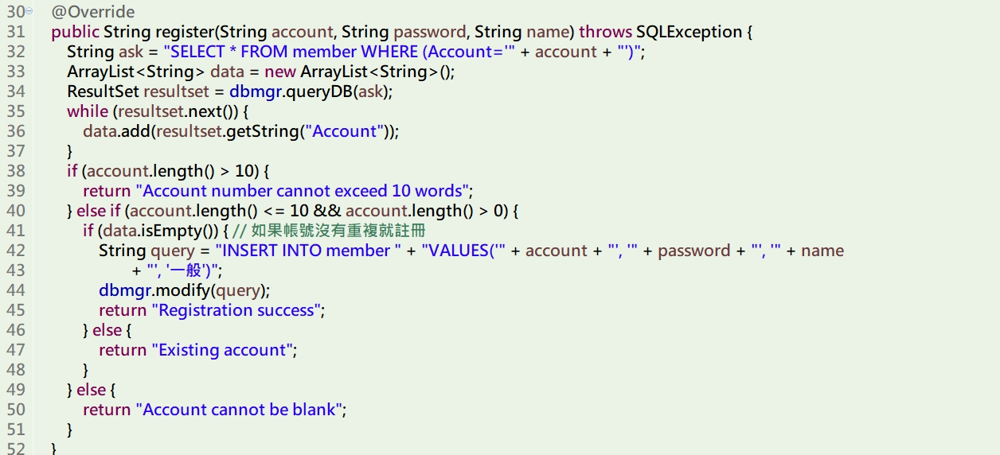 30 @Override
31 public String register(String account, String password, String name) throws SQLException {
32 String ask = "SELECT * FROM member WHERE (Account='" + account + "')";
33 ArrayList<String> data = new ArrayList<String>();
34 ResultSet resultset = dbmgr.queryDB(ask);
35 while (resultset.next()) {
36 data.add(resultset.getString("Account"));
37 }
38 if (account.length() > 10) {
39 return "Account number cannot exceed 10 words";
40 } else if (account.length() <= 10 && account.length() > 0) {
41 if (data.isEmpty()) { // 如果帳號沒有重複就註冊
42 String query = "INSERT INTO member " + "VALUES('" + account + "', '" + password + "', '" + name
43 + "', '一般')";
44 dbmgr.modify(query);
45 return "Registration success";
46 } else {
47 return "Existing account";
48 }
49 } else {
50 return "Account cannot be blank";
51 }
52 }